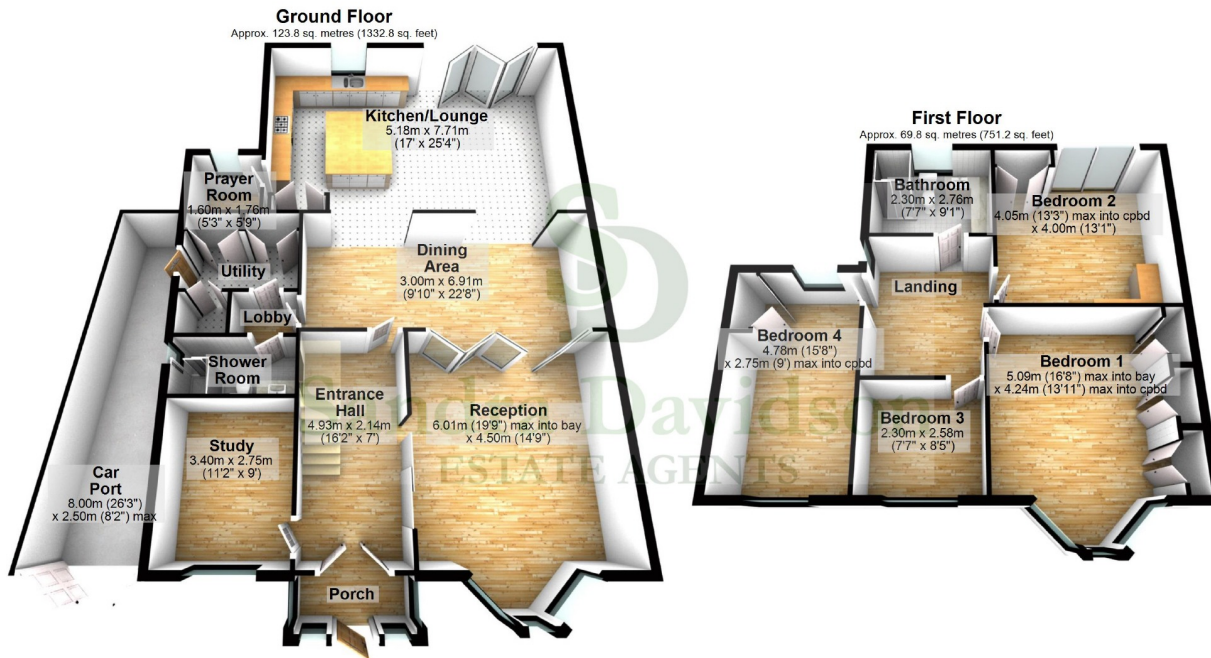 Ground Floor
Approx. 123.8 sq. metres (1332.8 sq. feet)
Kitchen/Lounge
5.18m x 7.71m
(17' x 25'4")
Prayer
Room
1.60m x 1.76m
(5'3" x 5'9")
Utility
Dining
Area
3.00m x 6.91m
(9'10" x 22'8")
Lobby
Shower
Room
Entrance
Hall
4.93m x 2.14m
(16'2" x 7')
Reception
6.01m (19'9") max into bay
x 4.50m (14'9")
Study
3.40m x 2.75m
(11'2" x 9')
Car
Port
8.00m (26'3")
x 2.50m (8'2") max
Porch
First Floor
Approx. 69.8 sq. metres (751.2 sq. feet)
Bathroom
2.30m x 2.76m
(7'7" x 9'1")
Bedroom 2
4.05m (13'3") max into cpbd
x 4.00m (13'1")
Landing
Bedroom 4
4.78m (15'8")
x 2.75m (9') max into cpbd
Bedroom 1
5.09m (16'8") max into bay
x 4.24m (13'11") max into cpbd
Bedroom 3
2.30m x 2.58m
(7'7" x 8'5")
SD
Sandra Davidson
ESTATE AGENTS